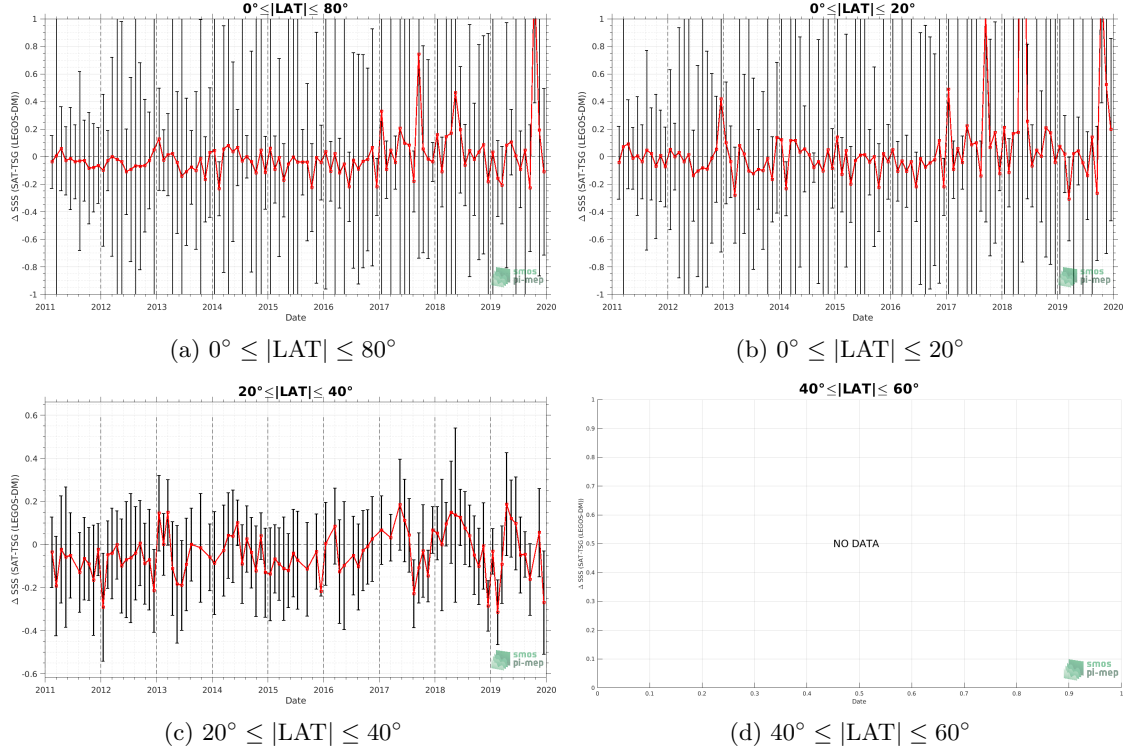 0°≤|LAT|≤ 80°
1
0.8
0.6
0.4
0.2
0
-0.2
-0.4
-0.6
-0.8
-1
Δ SSS (SAT-TSG (LEGOS-DM))
2011 2012 2013 2014 2015 2016 2017 2018 2019 2020
Date
smos
pi-mep
(a) 0° ≤ |LAT| ≤ 80°
0°≤|LAT|≤ 20°
1
0.8
0.6
0.4
0.2
0
-0.2
-0.4
-0.6
-0.8
-1
Δ SSS (SAT-TSG (LEGOS-DM))
2011 2012 2013 2014 2015 2016 2017 2018 2019 2020
Date
smos
pi-mep
(b) 0° ≤ |LAT| ≤ 20°
20°≤|LAT|≤ 40°
0.6
0.4
0.2
0
-0.2
-0.4
-0.6
Δ SSS (SAT-TSG (LEGOS-DM))
2011 2012 2013 2014 2015 2016 2017 2018 2019 2020
Date
smos
pi-mep
(c) 20° ≤ |LAT| ≤ 40°
40°≤|LAT|≤ 60°
1
0.9
0.8
0.7
0.6
0.5
0.4
0.3
0.2
0.1
0
Δ SSS (SAT-TSG (LEGOS-DM))
NO DATA
0 0.1 0.2 0.3 0.4 0.5 0.6 0.7 0.8 0.9 1
Date
smos
pi-mep
(d) 40° ≤ |LAT| ≤ 60°